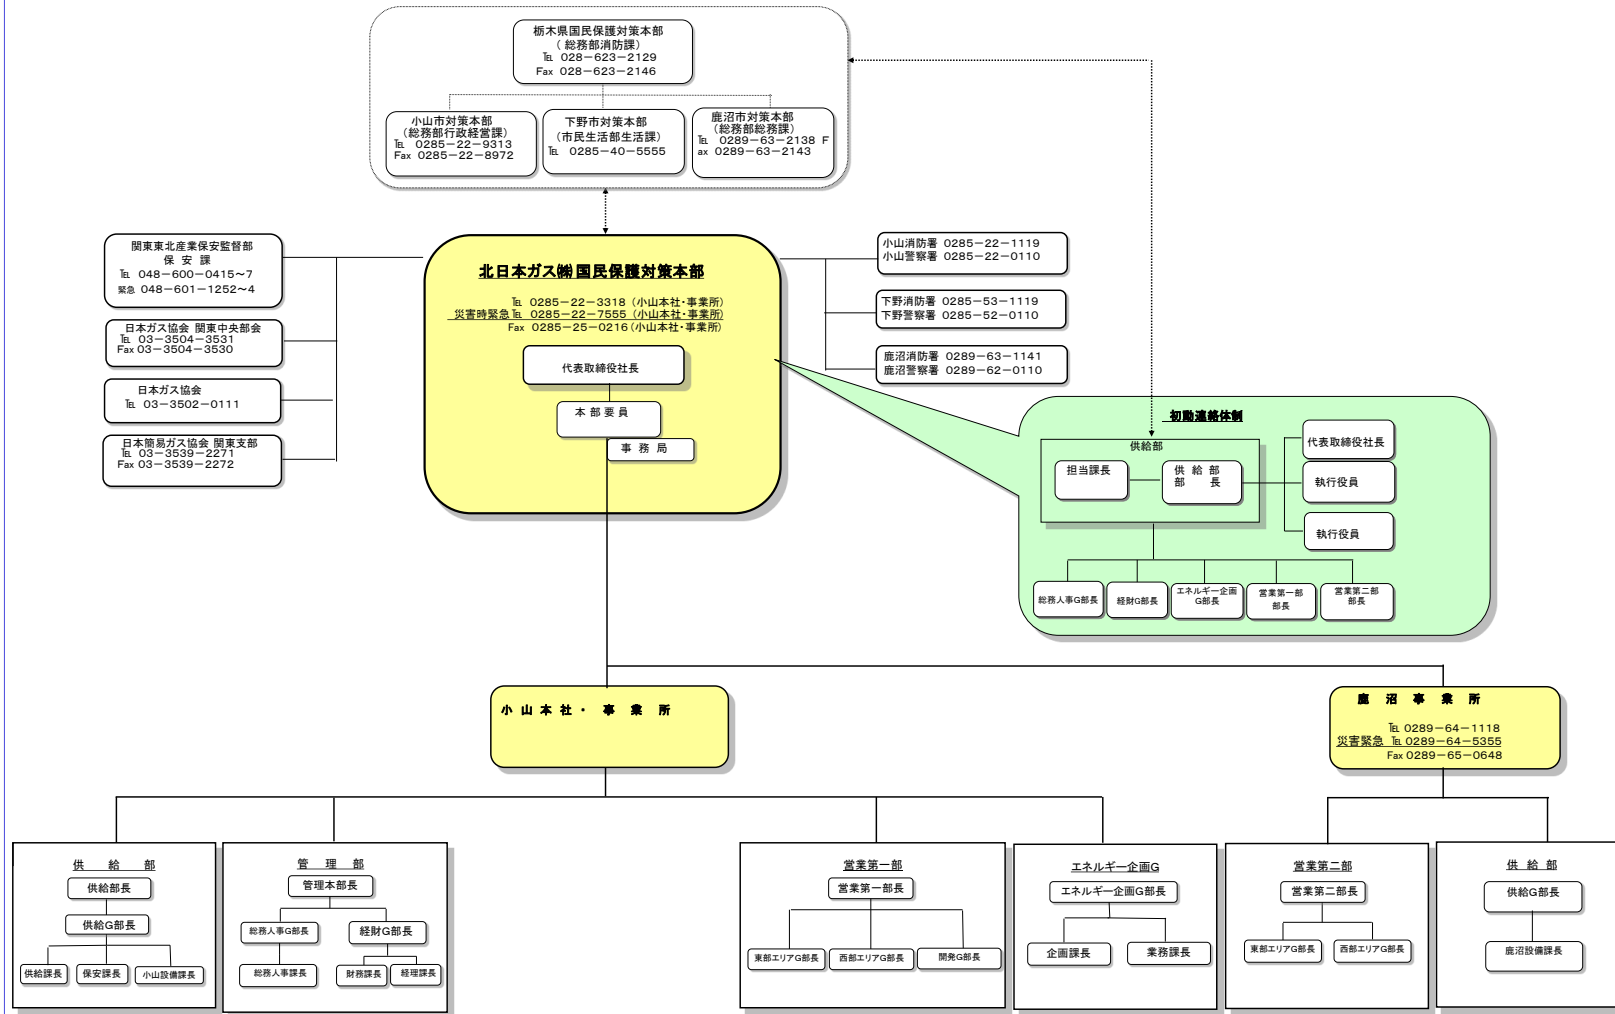 栃木県国民保護対策本部
（ 総務部消防課）
℡ 028－623－2129
Fax 028－623－2146
小山市対策本部
(総務部行政経営課)
℡ 0285－22－9313
Fax 0285－22－8972
下野市対策本部
(市民生活部生活課)
℡ 0285－40－5555
鹿沼市対策本部
(総務部総務課)
℡ 0289－63－2138 F
ax 0289－63－2143
関東東北産業保安監督部
保 安 課
℡ 048－600－0415～7
緊急 048－601－1252～4
日本ガス協会 関東中央部会
℡ 03－3504－3531
Fax 03－3504－3530
日本ガス協会
℡ 03－3502－0111
日本簡易ガス協会 関東支部
℡ 03－3539－2271
Fax 03－3539－2272
北日本ガス㈱国民保護対策本部
℡ 0285－22－3318 (小山本社・事業所)
災害時緊急℡ 0285－22－7555 (小山本社・事業所)
Fax 0285－25－0216(小山本社・事業所)
代表取締役社長
本 部 要 員
事 務 局
小山消防署 0285－22－1119
小山警察署 0285－22－0110
下野消防署 0285－53－1119
下野警察署 0285－52－0110
鹿沼消防署 0289－63－1141
鹿沼警察署 0289－62－0110
初動連絡体制
供給部
担当課長
供 給 部
部 長
代表取締役社長
執行役員
執行役員
総務人事G部長
経財G部長
エネルギー企画
G部長
営業第一部
部長
営業第二部
部長
小 山 本 社 ・ 事 業 所
鹿 沼 事 業 所
℡ 0289－64－1118
災害緊急 ℡ 0289－64－5355
Fax 0289－65－0648
供 給 部
供給部長
供給G部長
供給課長
保安課長
小山設備課長
管 理 部
管理本部長
総務人事G部長
経財G部長
総務人事課長
財務課長
経理課長
営業第一部
営業第一部長
東部エリアG部長
西部エリアG部長
開発G部長
エネルギー企画G
エネルギー企画G部長
企画課長
業務課長
営業第二部
営業第二部長
東部エリアG部長
西部エリアG部長
供 給 部
供給G部長
鹿沼設備課長